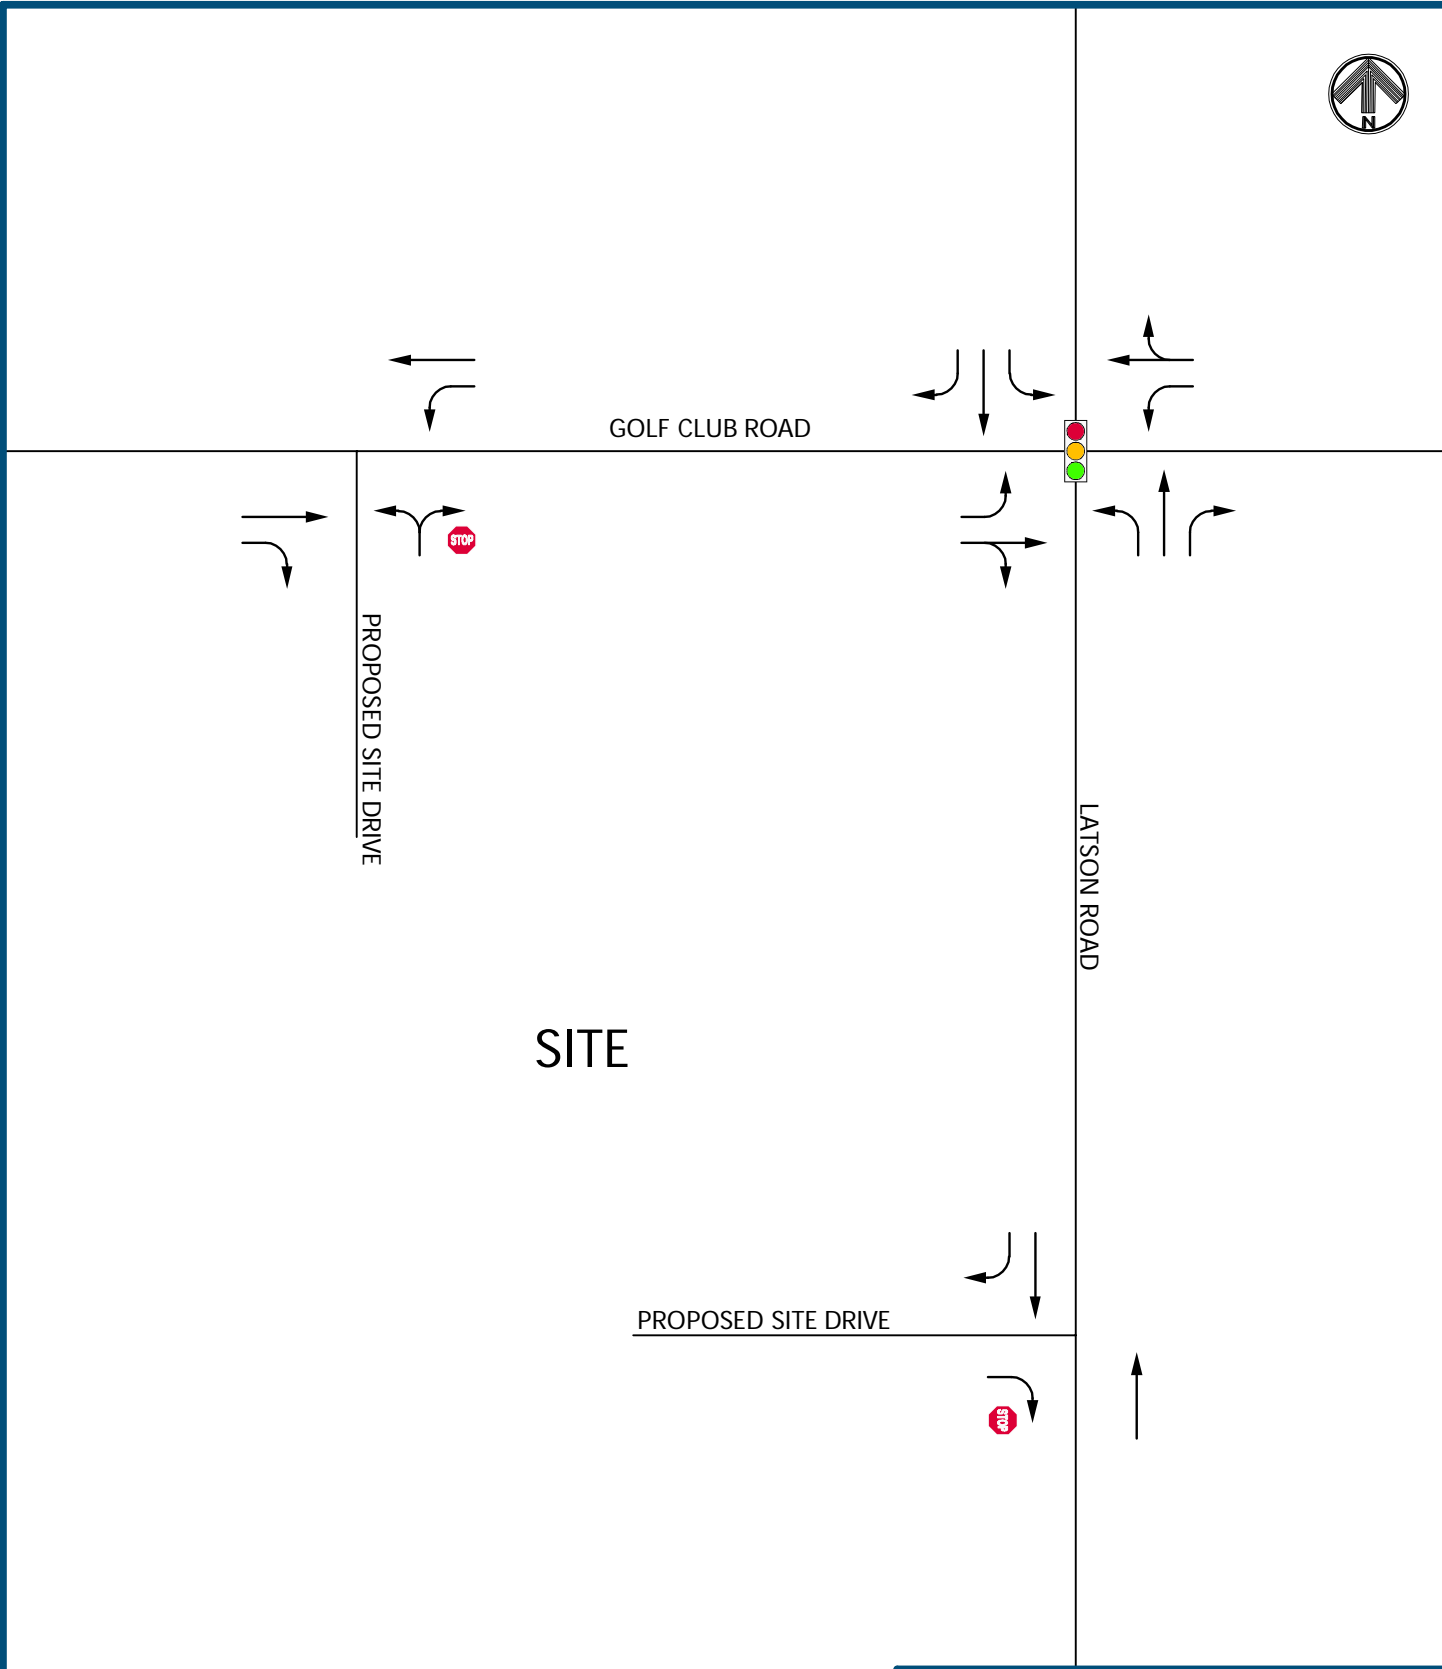 N
GOLF CLUB ROAD
STOP
PROPOSED SITE DRIVE
LATSON ROAD
SITE
PROPOSED SITE DRIVE
STOP